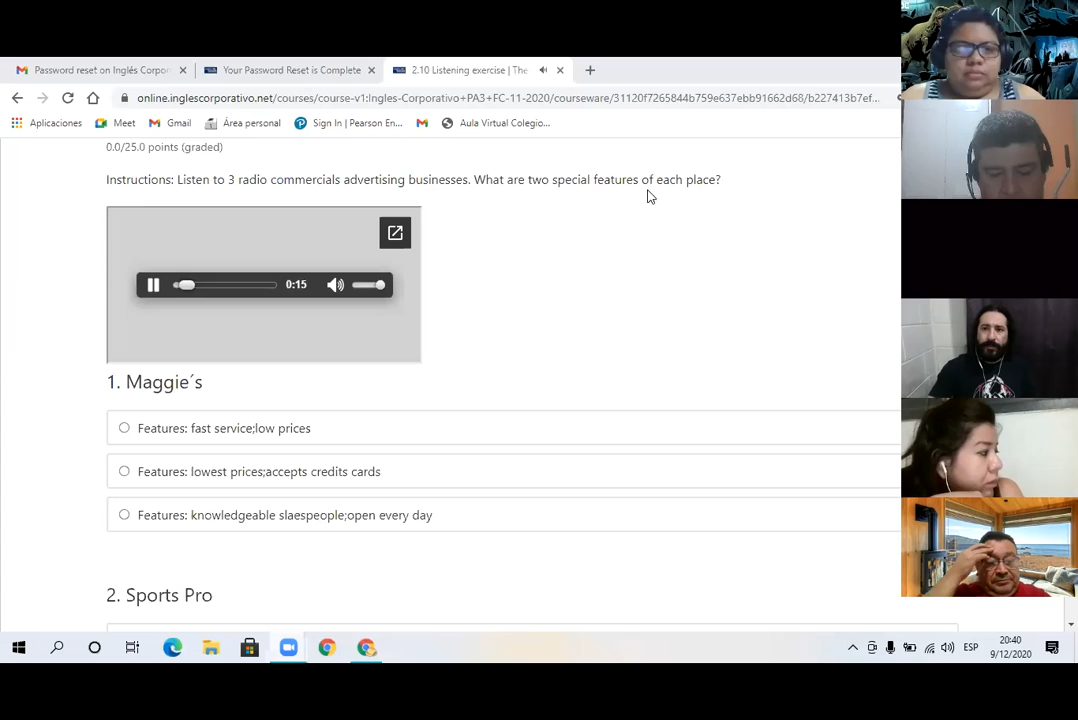 Password reset on Inglés Corpor
Your Password Reset is Complete
2.10 Listening exercise | The
online.inglescorporativo.net/courses/course-v1:Ingles-Corporativo+PA3+FC-11-2020/courseware/31120f7265844b759e637ebb91662d68/b227413b7ef...
Aplicaciones Meet Gmail Área personal Sign In | Pearson En... Aula Virtual Colegio...
0.0/25.0 points (graded)
Instructions: Listen to 3 radio commercials advertising businesses. What are two special features of each place?
0:15
1. Maggie´s
Features: fast service;low prices
Features: lowest prices;accepts credits cards
Features: knowledgeable slaespeople;open every day
2. Sports Pro
ESP
20:40
9/12/2020